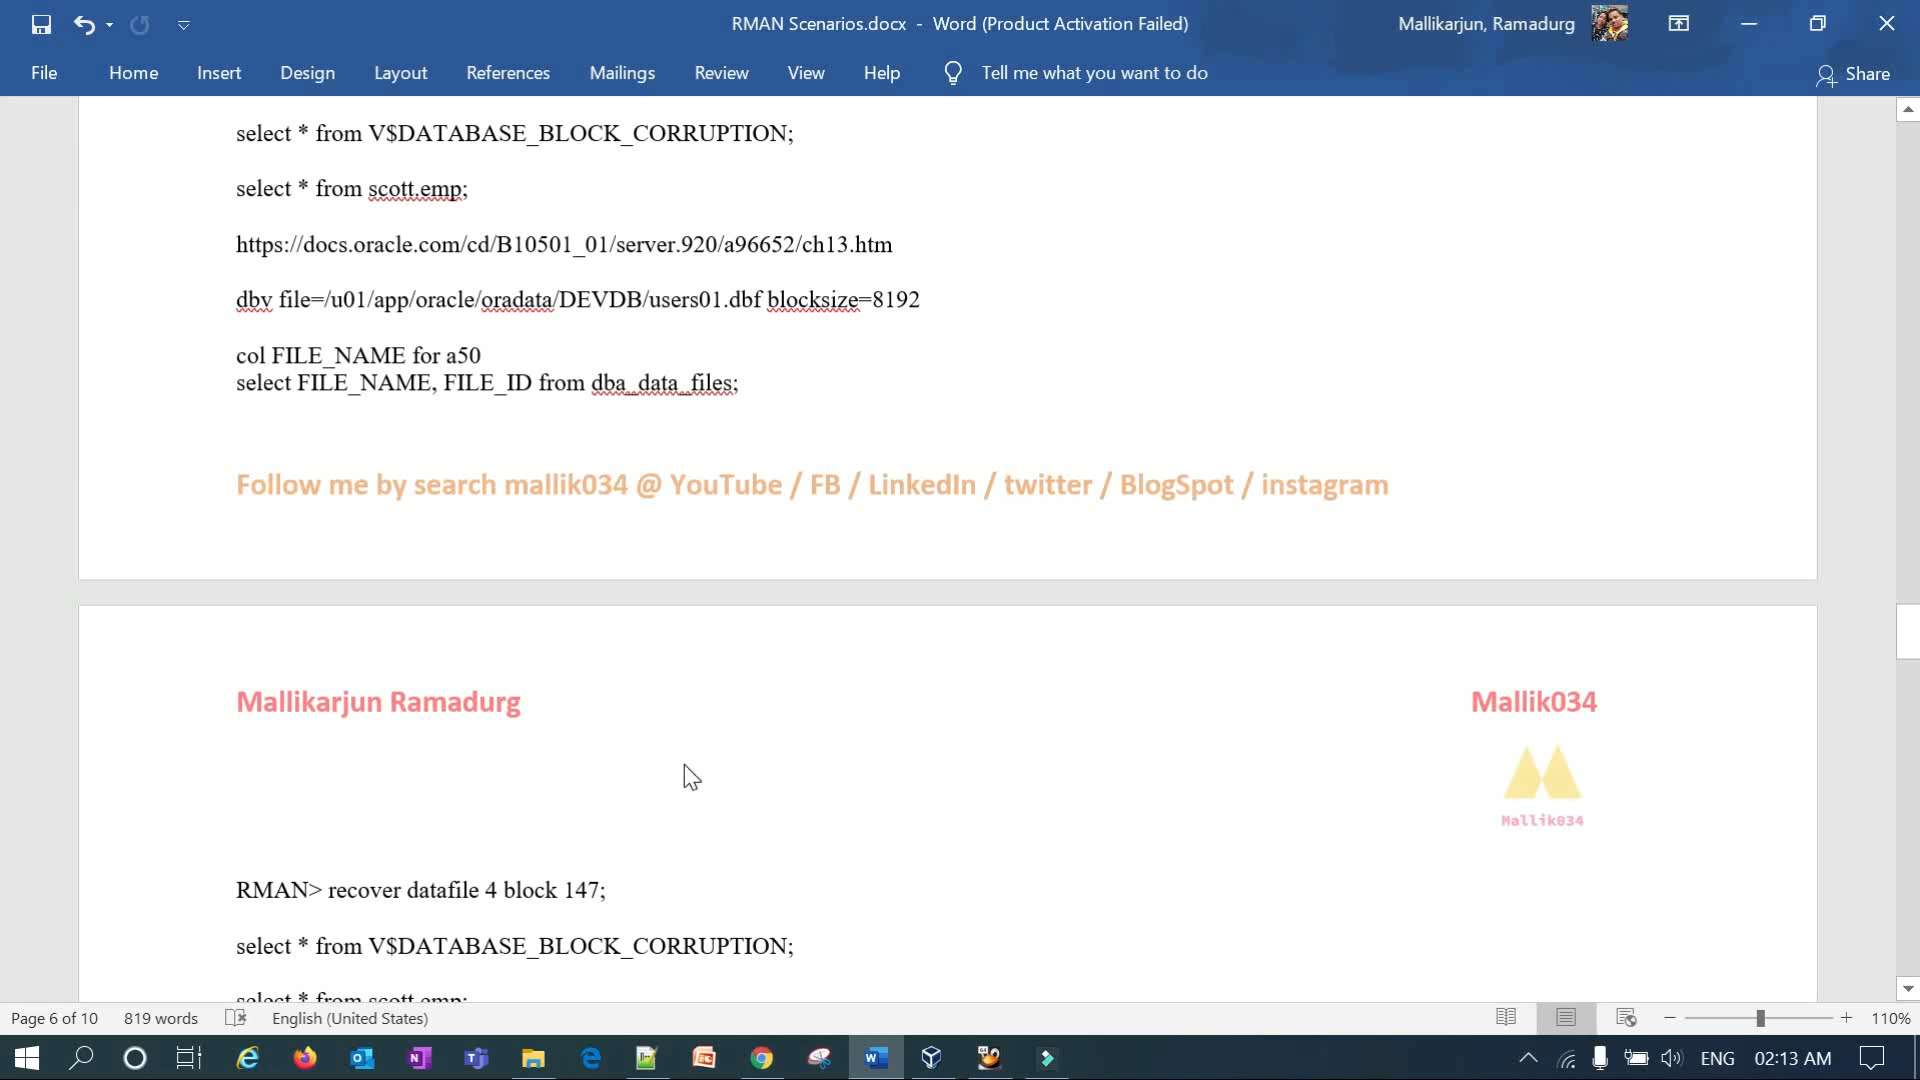 RMAN Scenarios.docx - Word (Product Activation Failed)
Mallikarjun, Ramadurg
File Home Insert Design Layout References Mailings Review View Help Tell me what you want to do Share
select * from V$DATABASE_BLOCK_CORRUPTION;
select * from scott.emp;
https://docs.oracle.com/cd/B10501_01/server.920/a96652/ch13.htm
dbv file=/u01/app/oracle/oradata/DEVDB/users01.dbf blocksize=8192
col FILE_NAME for a50
select FILE_NAME, FILE_ID from dba_data_files;
Follow me by search mallik034 @ YouTube / FB / LinkedIn / twitter / BlogSpot / instagram
Mallikarjun Ramadurg
Mallik034
Mallik034
RMAN> recover datafile 4 block 147;
select * from V$DATABASE_BLOCK_CORRUPTION;
select * from scott.emp;
Page 6 of 10 819 words English (United States) 110%
ENG 02:13 AM